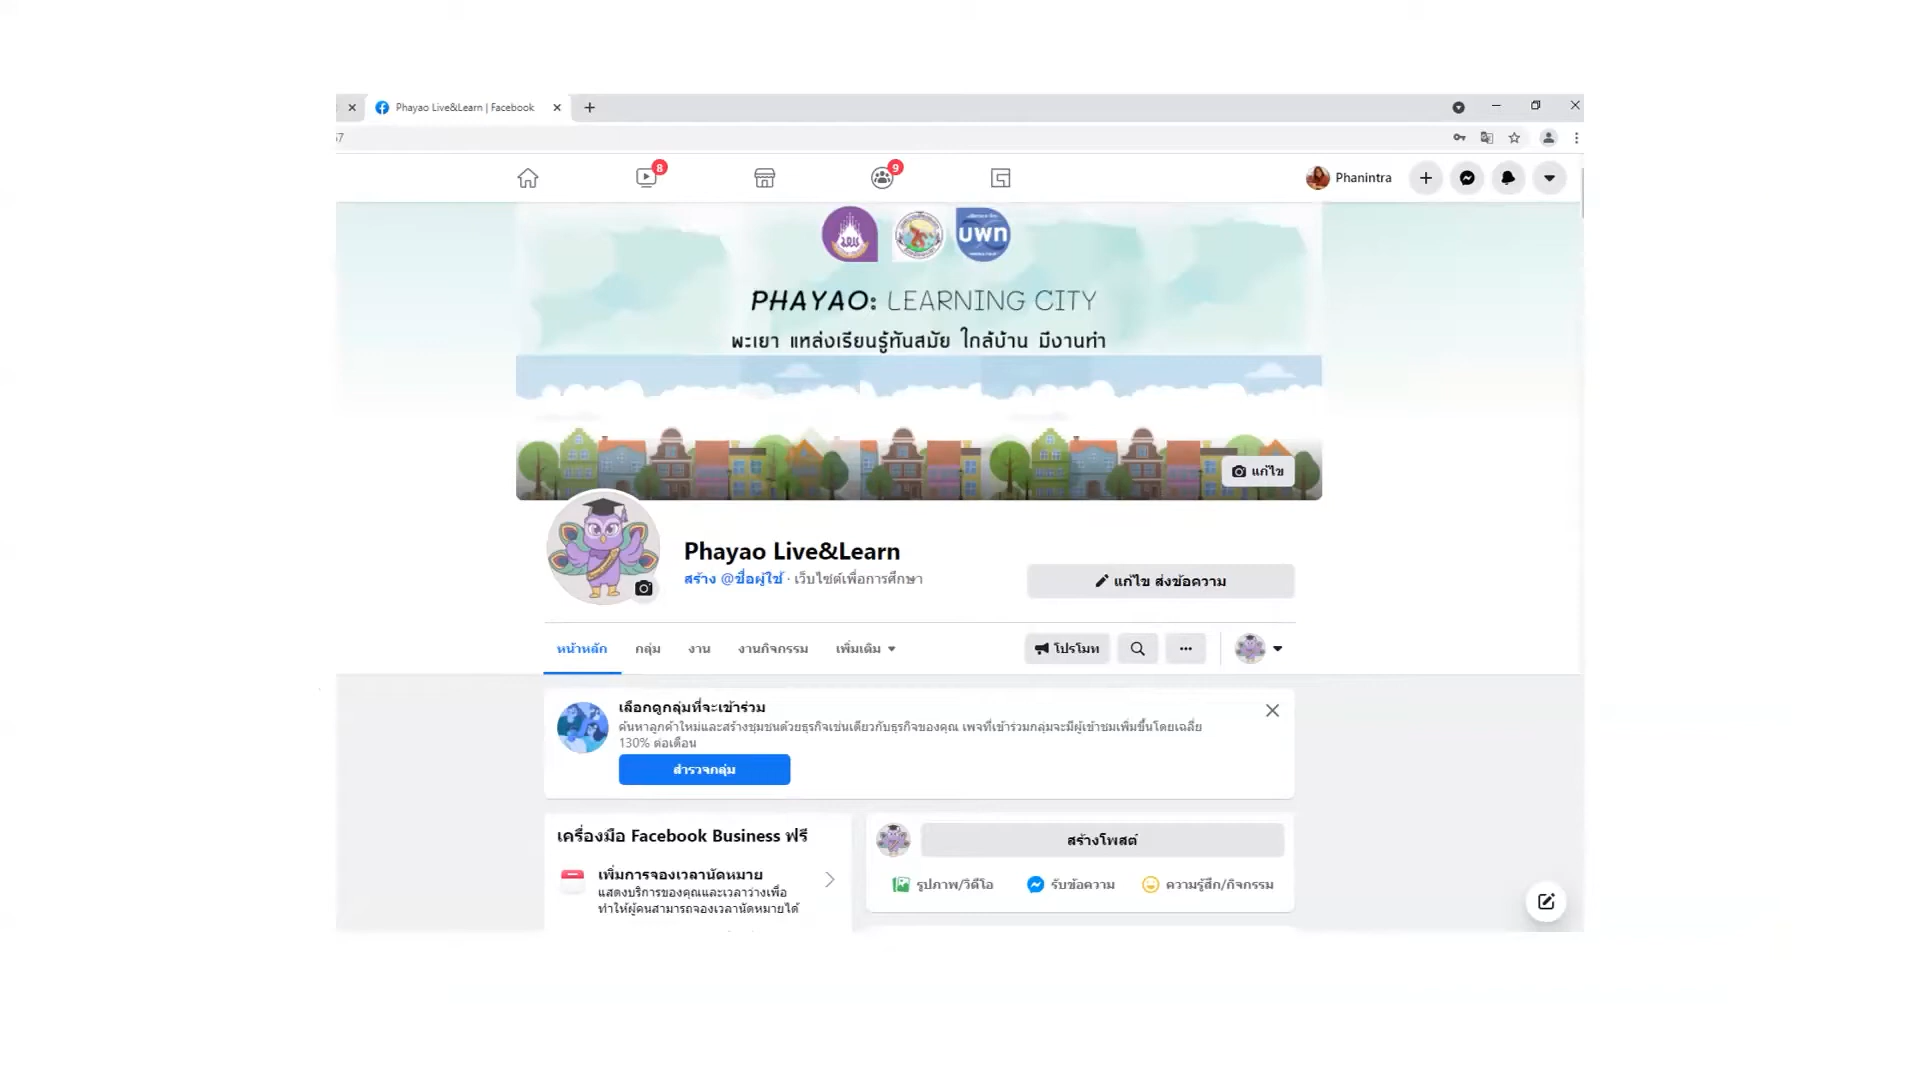 Phayao Live&Learn | Facebook
57
8
9
Phanintra
บพท
PHAYAO: LEARNING CITY
พะเยา แหล่งเรียนรู้ทันสมัย ใกล้บ้าน มีงานทำ
แก้ไข
Phayao Live&Learn
สร้าง @ชื่อผู้ใช้ · เว็บไซต์เพื่อการศึกษา
แก้ไข ส่งข้อความ
หน้าหลัก กลุ่ม งาน งานกิจกรรม เพิ่มเติม
โปรโมท
เลือกดูกลุ่มที่จะเข้าร่วม
ค้นหาลูกค้าใหม่และสร้างชุมชนด้วยธุรกิจเช่นเดียวกับธุรกิจของคุณ เพจที่เข้าร่วมกลุ่มจะมีผู้เข้าชมเพิ่มขึ้นโดยเฉลี่ย
130% ต่อเดือน
สำรวจกลุ่ม
เครื่องมือ Facebook Business ฟรี
เพิ่มการจองเวลานัดหมาย
แสดงบริการของคุณและเวลาว่างเพื่อ
ทำให้ผู้คนสามารถจองเวลานัดหมายได้
สร้างโพสต์
รูปภาพ/วิดีโอ รับข้อความ ความรู้สึก/กิจกรรม